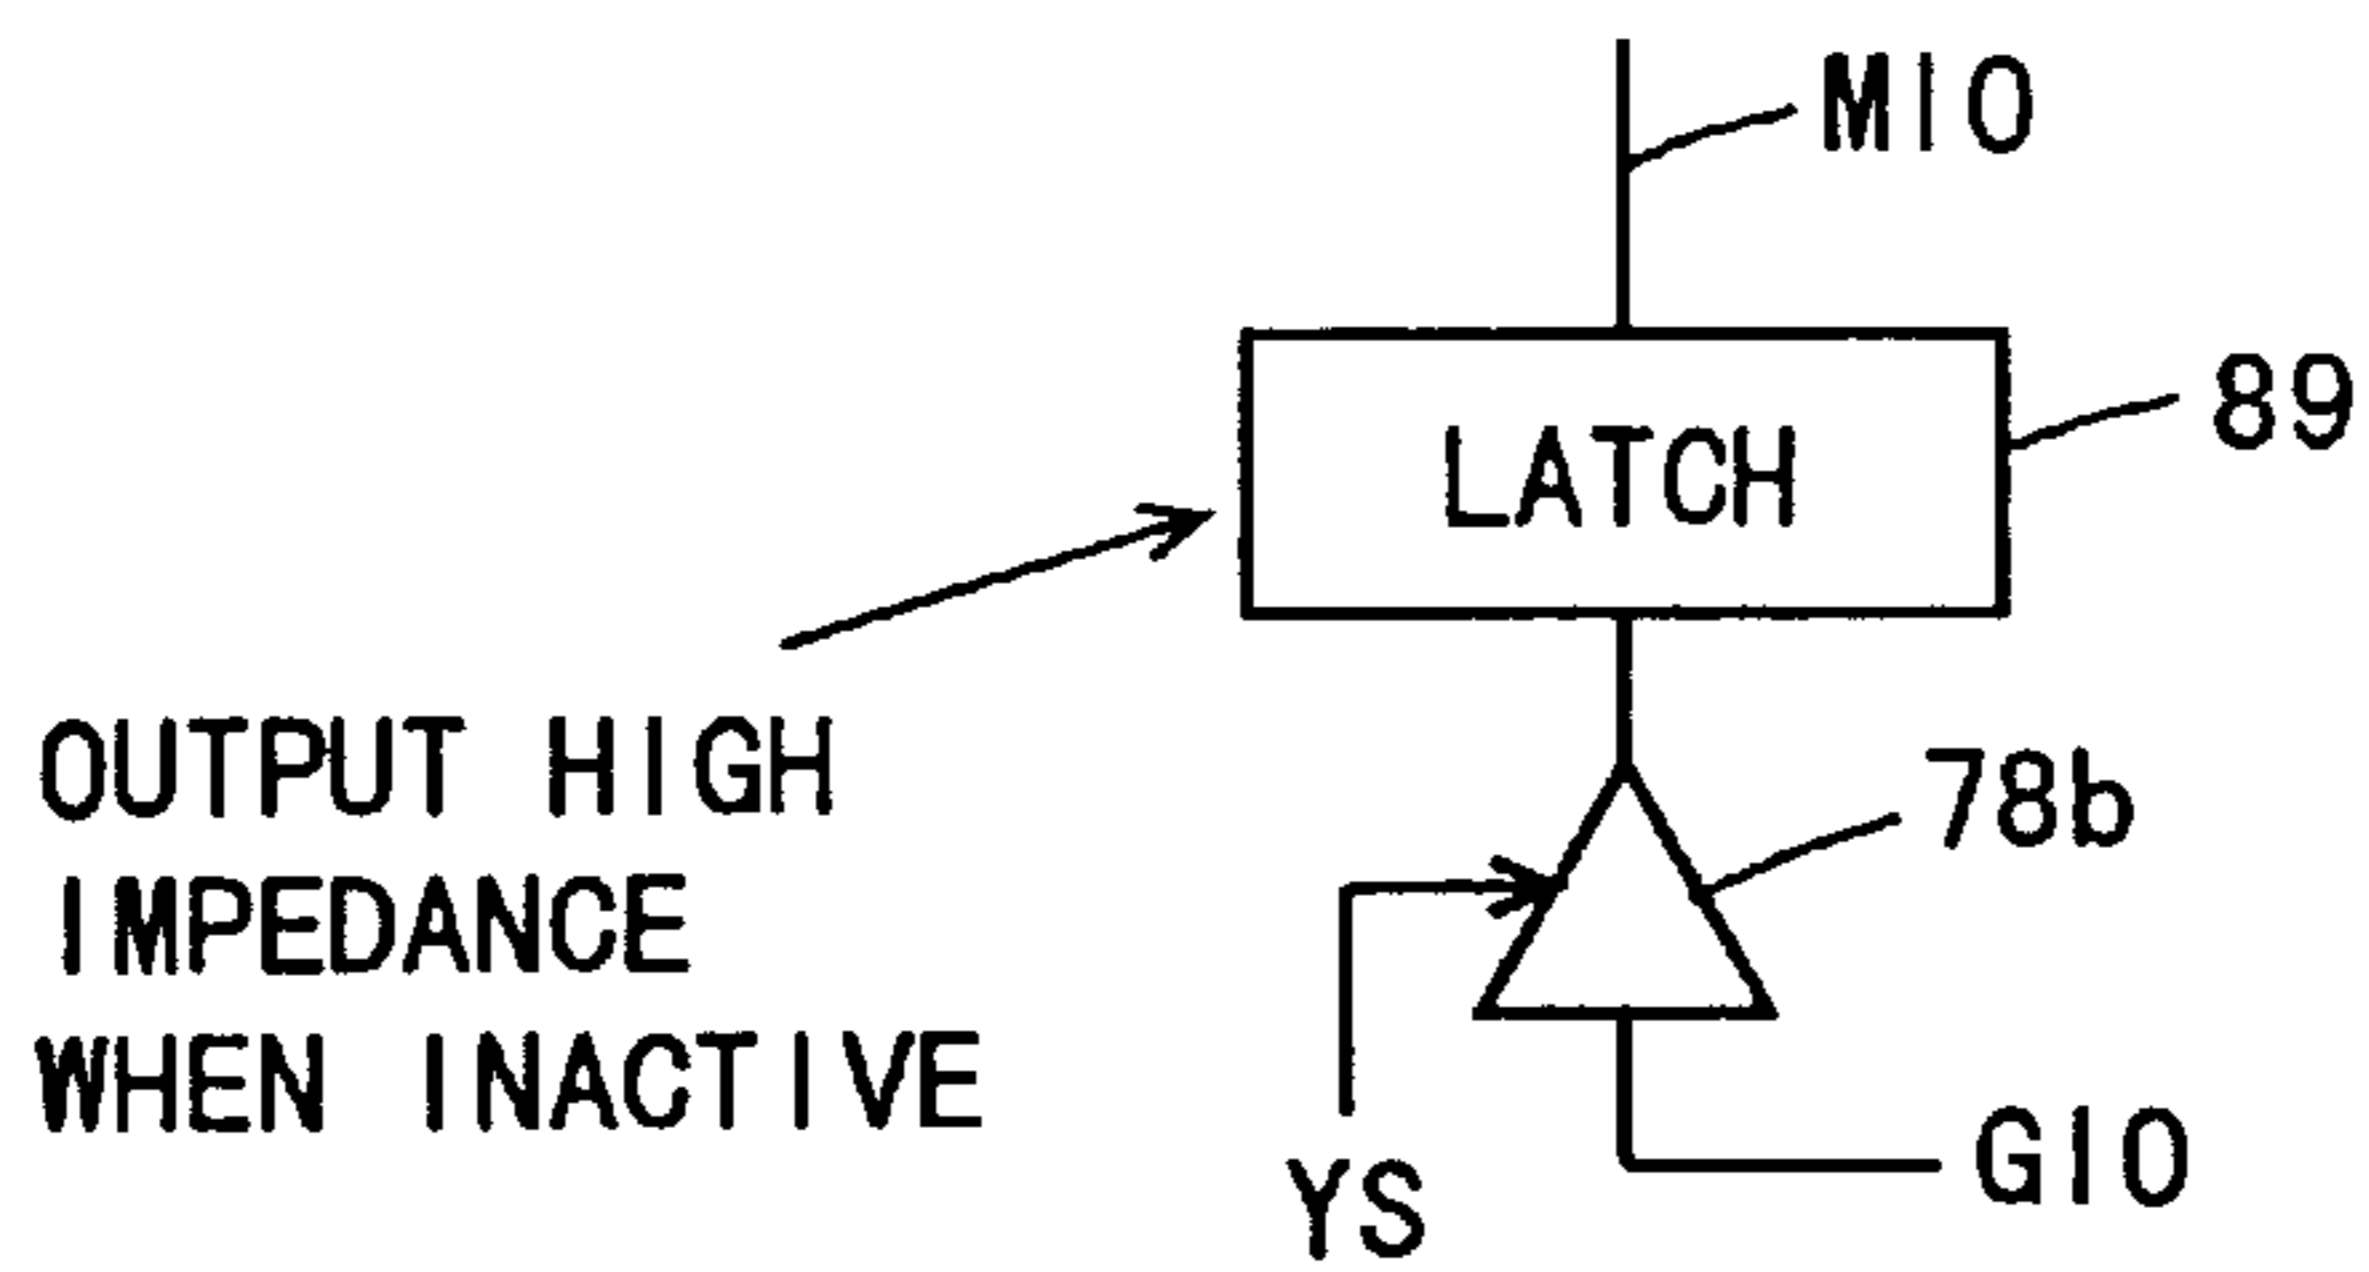 MIO
89
LATCH
OUTPUT HIGH
IMPEDANCE
WHEN INACTIVE
78b
YS
GIO